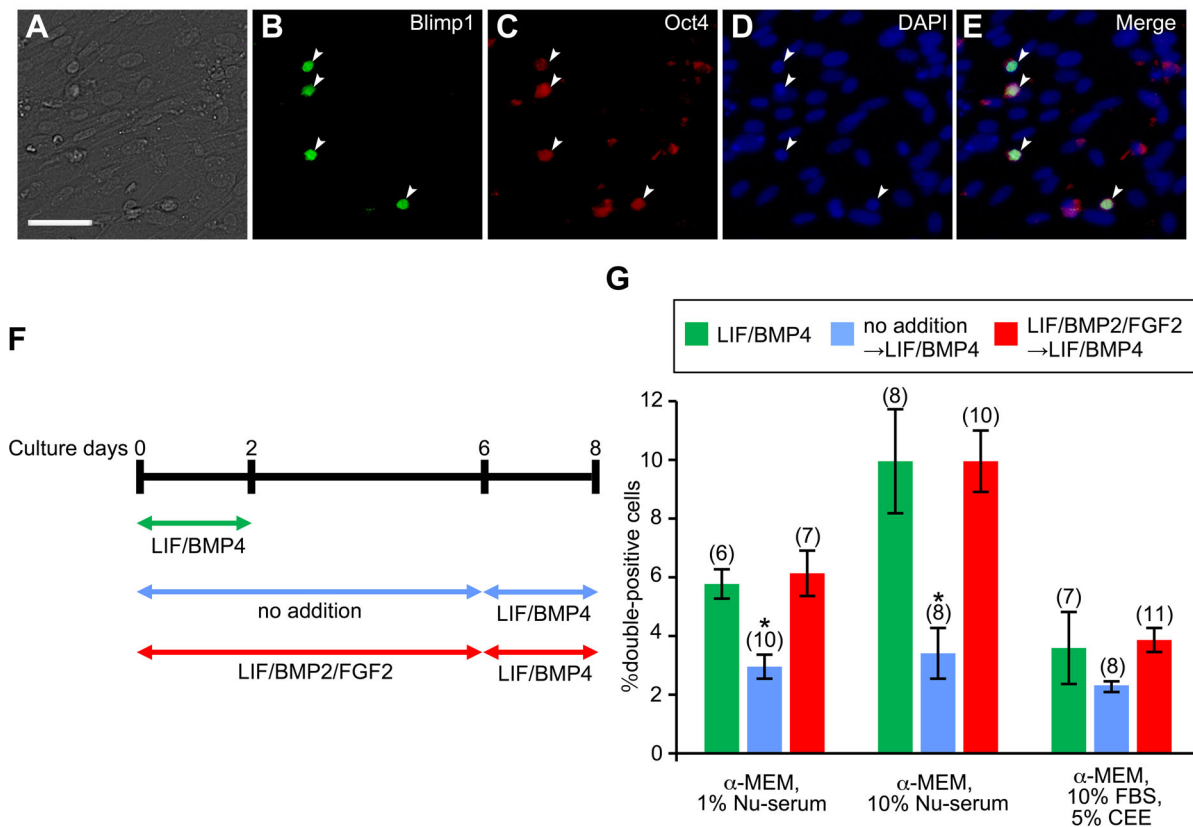 A
B
Blimp1
C
Oct4
D
DAPI
E
Merge
F
Culture days 0 2 6 8
LIF/BMP4
no addition
LIF/BMP4
LIF/BMP2/FGF2
LIF/BMP4
G
LIF/BMP4
no addition
→LIF/BMP4
LIF/BMP2/FGF2
→LIF/BMP4
%double-positive cells
12
10
8
6
4
2
0
(6)
*
(10)
(7)
(8)
*
(8)
(10)
(7)
(8)
(11)
α-MEM,
1% Nu-serum
α-MEM,
10% Nu-serum
α-MEM,
10% FBS,
5% CEE